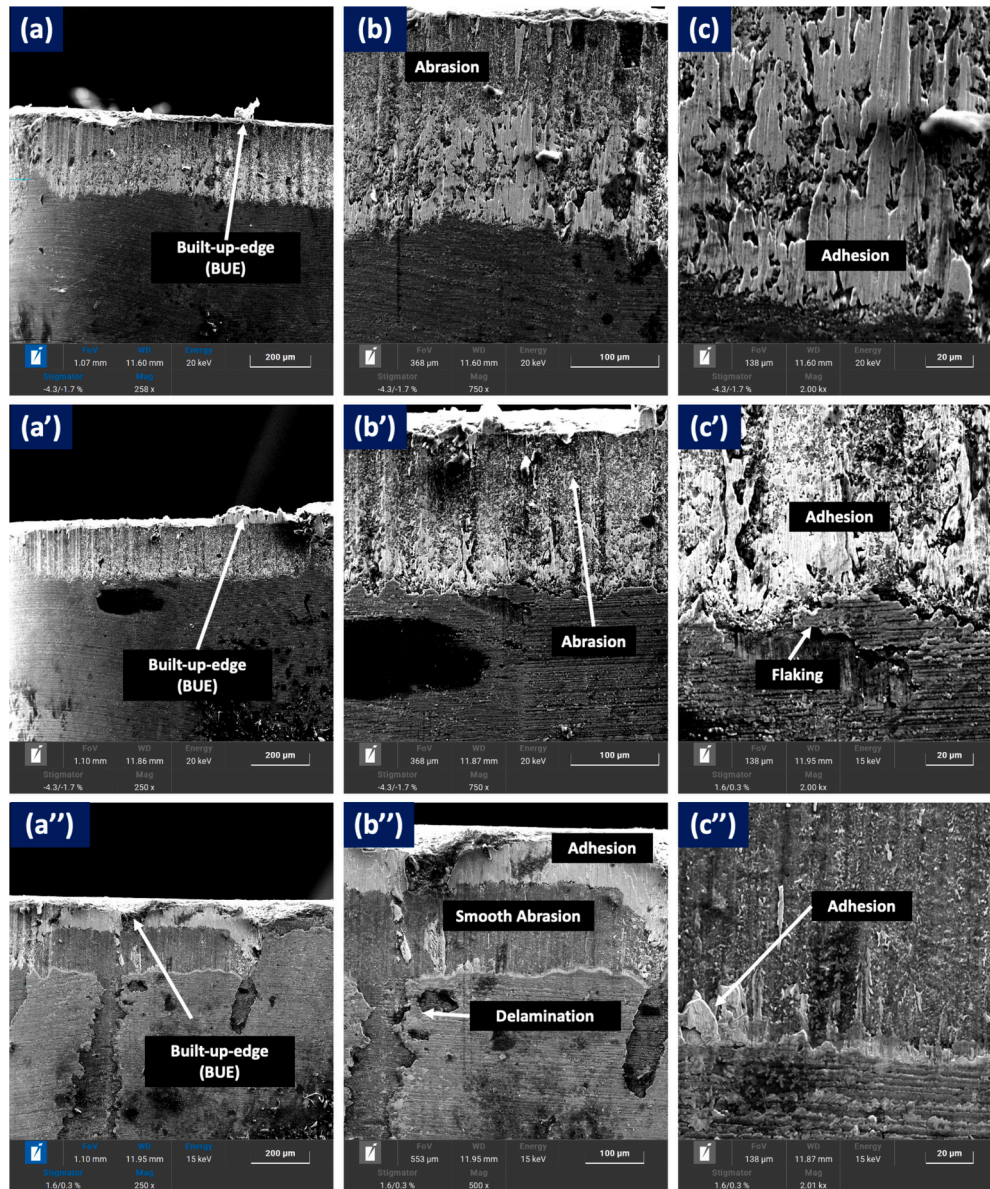 (a)
Built-up-edge
(BUE)
FoV WD Energy
1.07 mm 11.60 mm 20 keV 200 µm
Stigmator Mag
-4.3/-1.7 % 258 x
(b)
Abrasion
FoV WD Energy
368 µm 11.60 mm 20 keV 100 µm
Stigmator Mag
-4.3/-1.7 % 750 x
(c)
Adhesion
FoV WD Energy
138 µm 11.60 mm 20 keV 20 µm
Stigmator Mag
-4.3/-1.7 % 2.00 kx
(a')
Built-up-edge
(BUE)
FoV WD Energy
1.10 mm 11.86 mm 20 keV 200 µm
Stigmator Mag
-4.3/-1.7 % 250 x
(b')
Abrasion
FoV WD Energy
368 µm 11.87 mm 20 keV 100 µm
Stigmator Mag
-4.3/-1.7 % 750 x
(c')
Adhesion
Flaking
FoV WD Energy
138 µm 11.95 mm 15 keV 20 µm
Stigmator Mag
1.6/0.3 % 2.00 kx
(a'')
Built-up-edge
(BUE)
FoV WD Energy
1.10 mm 11.95 mm 15 keV 200 µm
Stigmator Mag
1.6/0.3 % 250 x
(b'')
Adhesion
Smooth Abrasion
Delamination
FoV WD Energy
553 µm 11.95 mm 15 keV 100 µm
Stigmator Mag
1.6/0.3 % 500 x
(c'')
Adhesion
FoV WD Energy
138 µm 11.87 mm 15 keV 20 µm
Stigmator Mag
1.6/0.3 % 2.01 kx